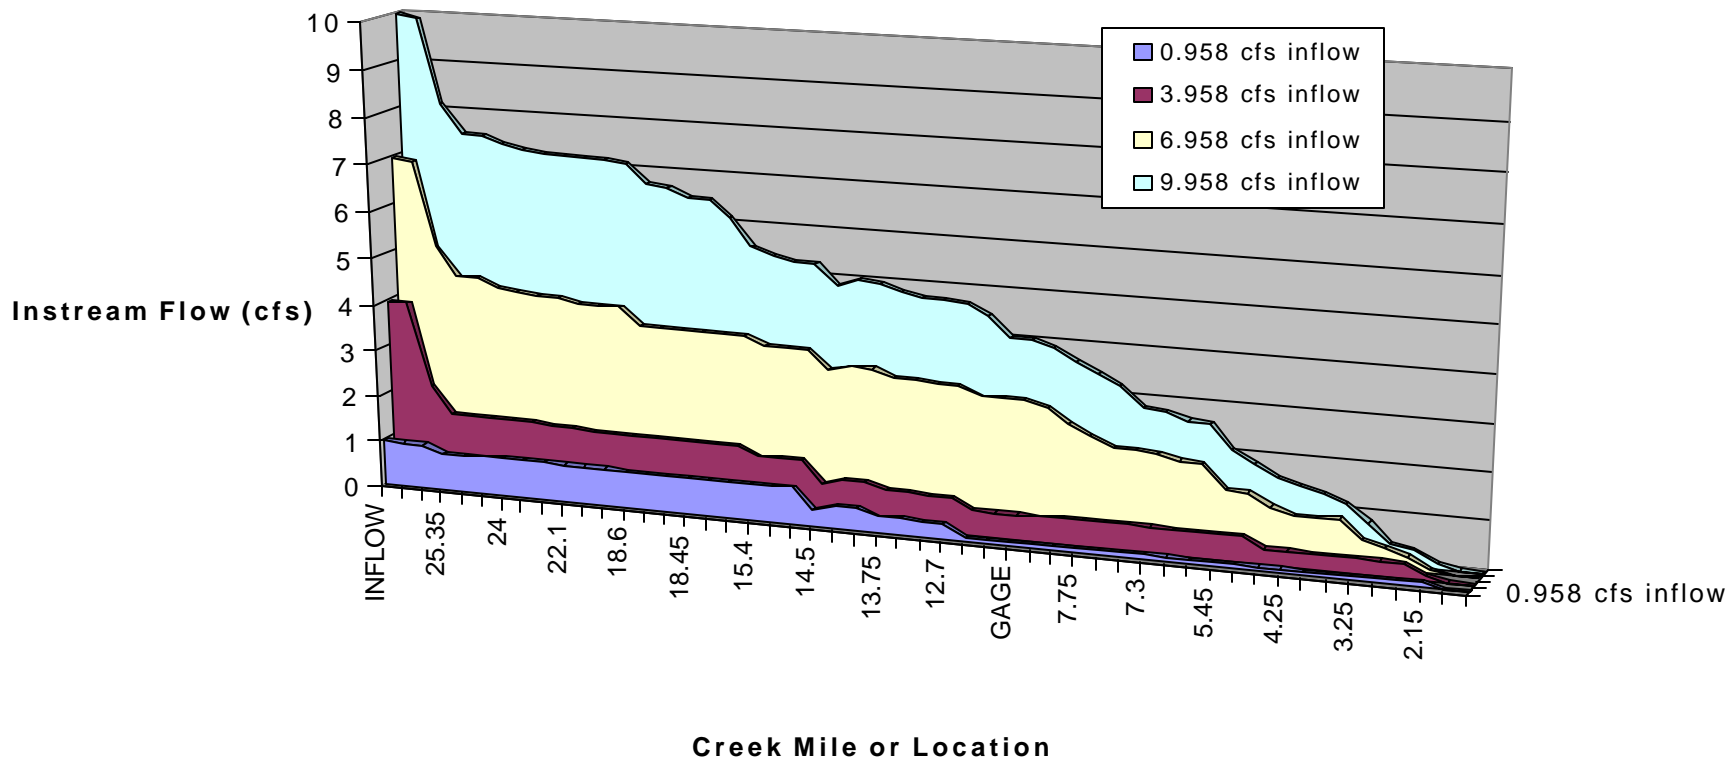 10
9
8
7
6
5
4
3
2
1
0
Instream Flow (cfs)
0.958 cfs inflow
3.958 cfs inflow
6.958 cfs inflow
9.958 cfs inflow
INFLOW
25.35
24
22.1
18.6
18.45
15.4
14.5
13.75
12.7
GAGE
7.75
7.3
5.45
4.25
3.25
2.15
0.958 cfs inflow
Creek Mile or Location